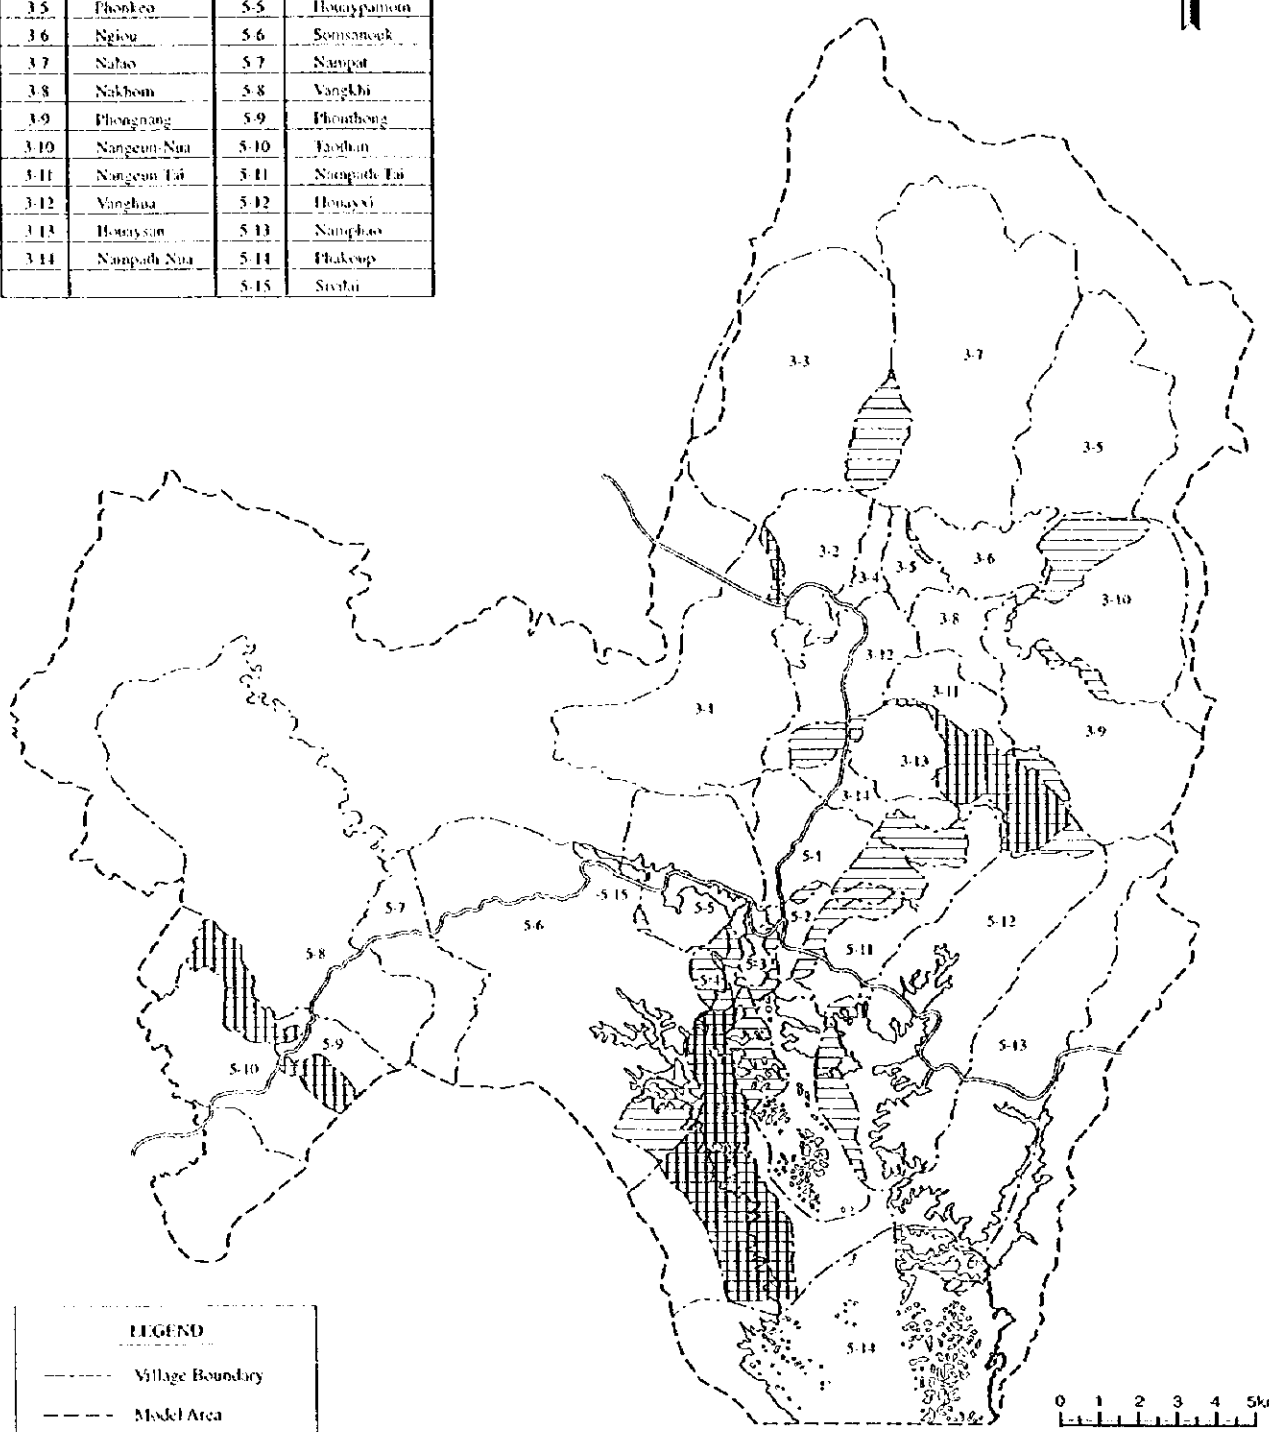 3-5 Phonkeo 5-5 Houaypamom
3-6 Ngiou 5-6 Somsanouk
3-7 Nalao 5-7 Nampat
3-8 Nakhom 5-8 Vangkhi
3-9 Phongnang 5-9 Phonthong
3-10 Nangeun-Nua 5-10 Taothan
3-11 Nangeun Tai 5-11 Nampath-Tai
3-12 Vanghua 5-12 Houayxi
3-13 Houaysan 5-13 Namphao
3-14 Nampath Nua 5-14 Phakoup
5-15 Sivilai
3-3
3-7
3-5
3-2
3-4
3-5
3-6
3-10
3-8
3-12
3-11
3-1
3-9
3-13
3-14
5-1
5-15
5-7
5-5
5-2
5-12
5-6
5-11
5-8
5-3
5-4
5-9
5-13
5-10
5-14
LEGEND
Village Boundary
Model Area
0 1 2 3 4 5k